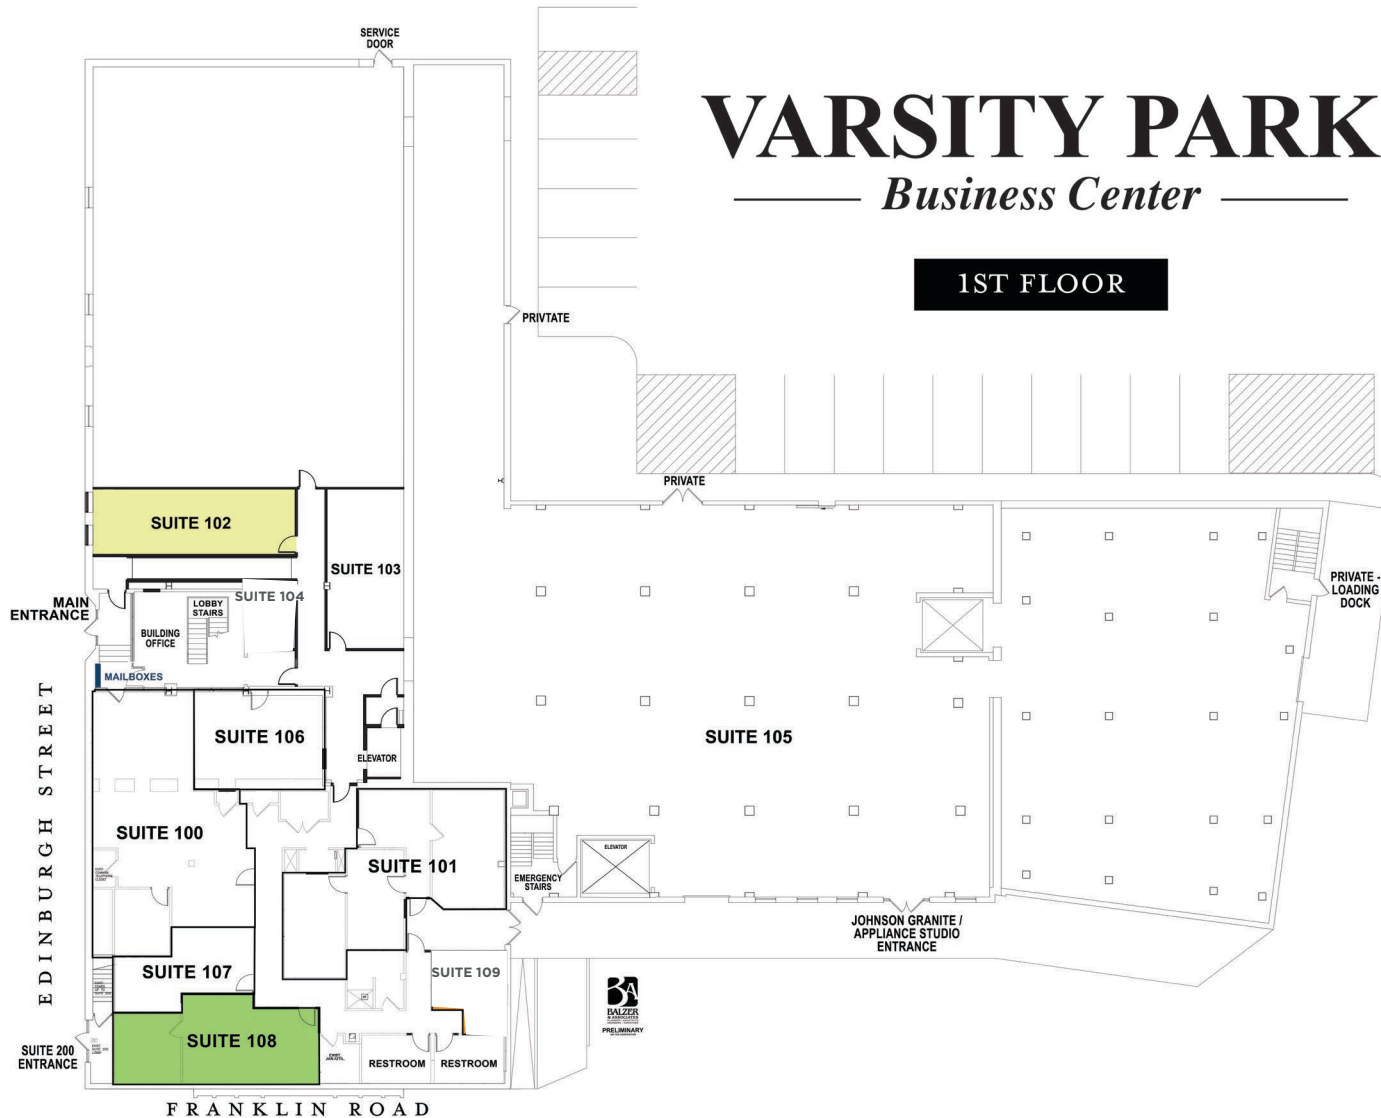 SERVICE
DOOR
VARSITY PARK
Business Center
1ST FLOOR
PRIVTATE
PRIVATE
SUITE 102
SUITE 103
SUITE 104
MAIN
ENTRANCE
LOBBY
STAIRS
BUILDING
OFFICE
MAILBOXES
PRIVATE -
LOADING
DOCK
EDINBURGH STREET
SUITE 106
ELEVATOR
SUITE 105
SUITE 100
SUITE 101
ELEVATOR
EMERGENCY
STAIRS
JOHNSON GRANITE /
APPLIANCE STUDIO
ENTRANCE
SUITE 107
SUITE 109
SUITE 108
BA
BALZER
& ASSOCIATES
PRELIMINARY
SUITE 200
ENTRANCE
RESTROOM
RESTROOM
FRANKLIN ROAD